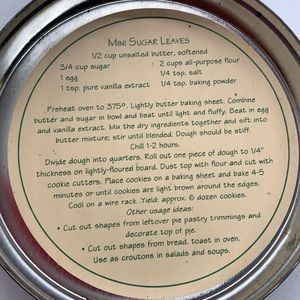 Mini Sugar Leaves
1/2 cup unsalted butter, softened
3/4 cup sugar 2 cups all-purpose flour
1 egg 1/4 tsp. salt
1 tsp. pure vanilla extract 1/4 tsp. baking powder
Preheat oven to 375º. Lightly butter baking sheet. Combine
butter and sugar in bowl and beat until light and fluffy. Beat in egg
and vanilla extract. Mix the dry ingredients together and sift into
butter mixture; stir until blended. Dough should be stiff.
Chill 1-2 hours.
Divide dough into quarters. Roll out one piece of dough to 1/4"
thickness on lightly-floured board. Dust top with flour and cut with
cookie cutters. Place cookies on a baking sheet and bake 4-5
minutes or until cookies are light brown around the edges.
Cool on a wire rack. Yield: approx. 6 dozen cookies.
Other usage ideas:
• Cut out shapes from leftover pie pastry trimmings and
decorate top of pie.
• Cut out shapes from bread, toast in oven.
Use as croutons in salads and soups.